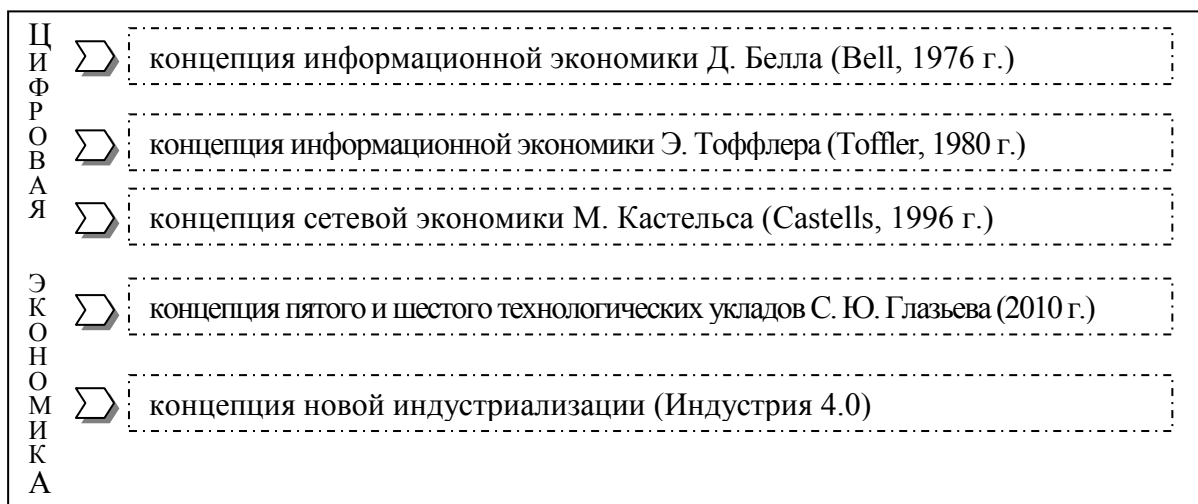 ЦИФРОВАЯ
ЭКОНОМИКА
концепция информационной экономики Д. Белла (Bell, 1976 г.)
концепция информационной экономики Э. Тоффлера (Toffler, 1980 г.)
концепция сетевой экономики М. Кастельса (Castells, 1996 г.)
концепция пятого и шестого технологических укладов С. Ю. Глазьева (2010 г.)
концепция новой индустриализации (Индустрия 4.0)